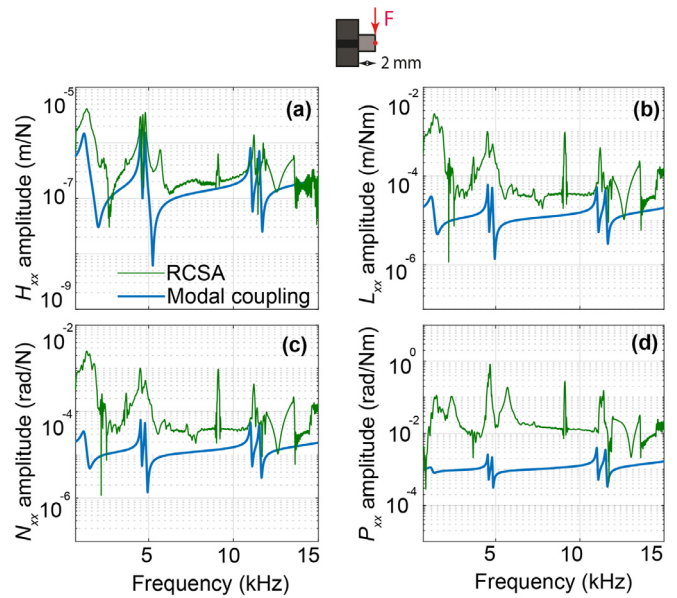 F
2 mm
(a)
H_xx amplitude (m/N)
10^-5
10^-7
10^-9
RCSA
Modal coupling
(b)
L_xx amplitude (m/Nm)
10^-2
10^-4
10^-6
(c)
N_xx amplitude (rad/N)
10^-2
10^-4
10^-6
5
10
15
Frequency (kHz)
(d)
P_xx amplitude (rad/Nm)
10^0
10^-2
10^-4
5
10
15
Frequency (kHz)